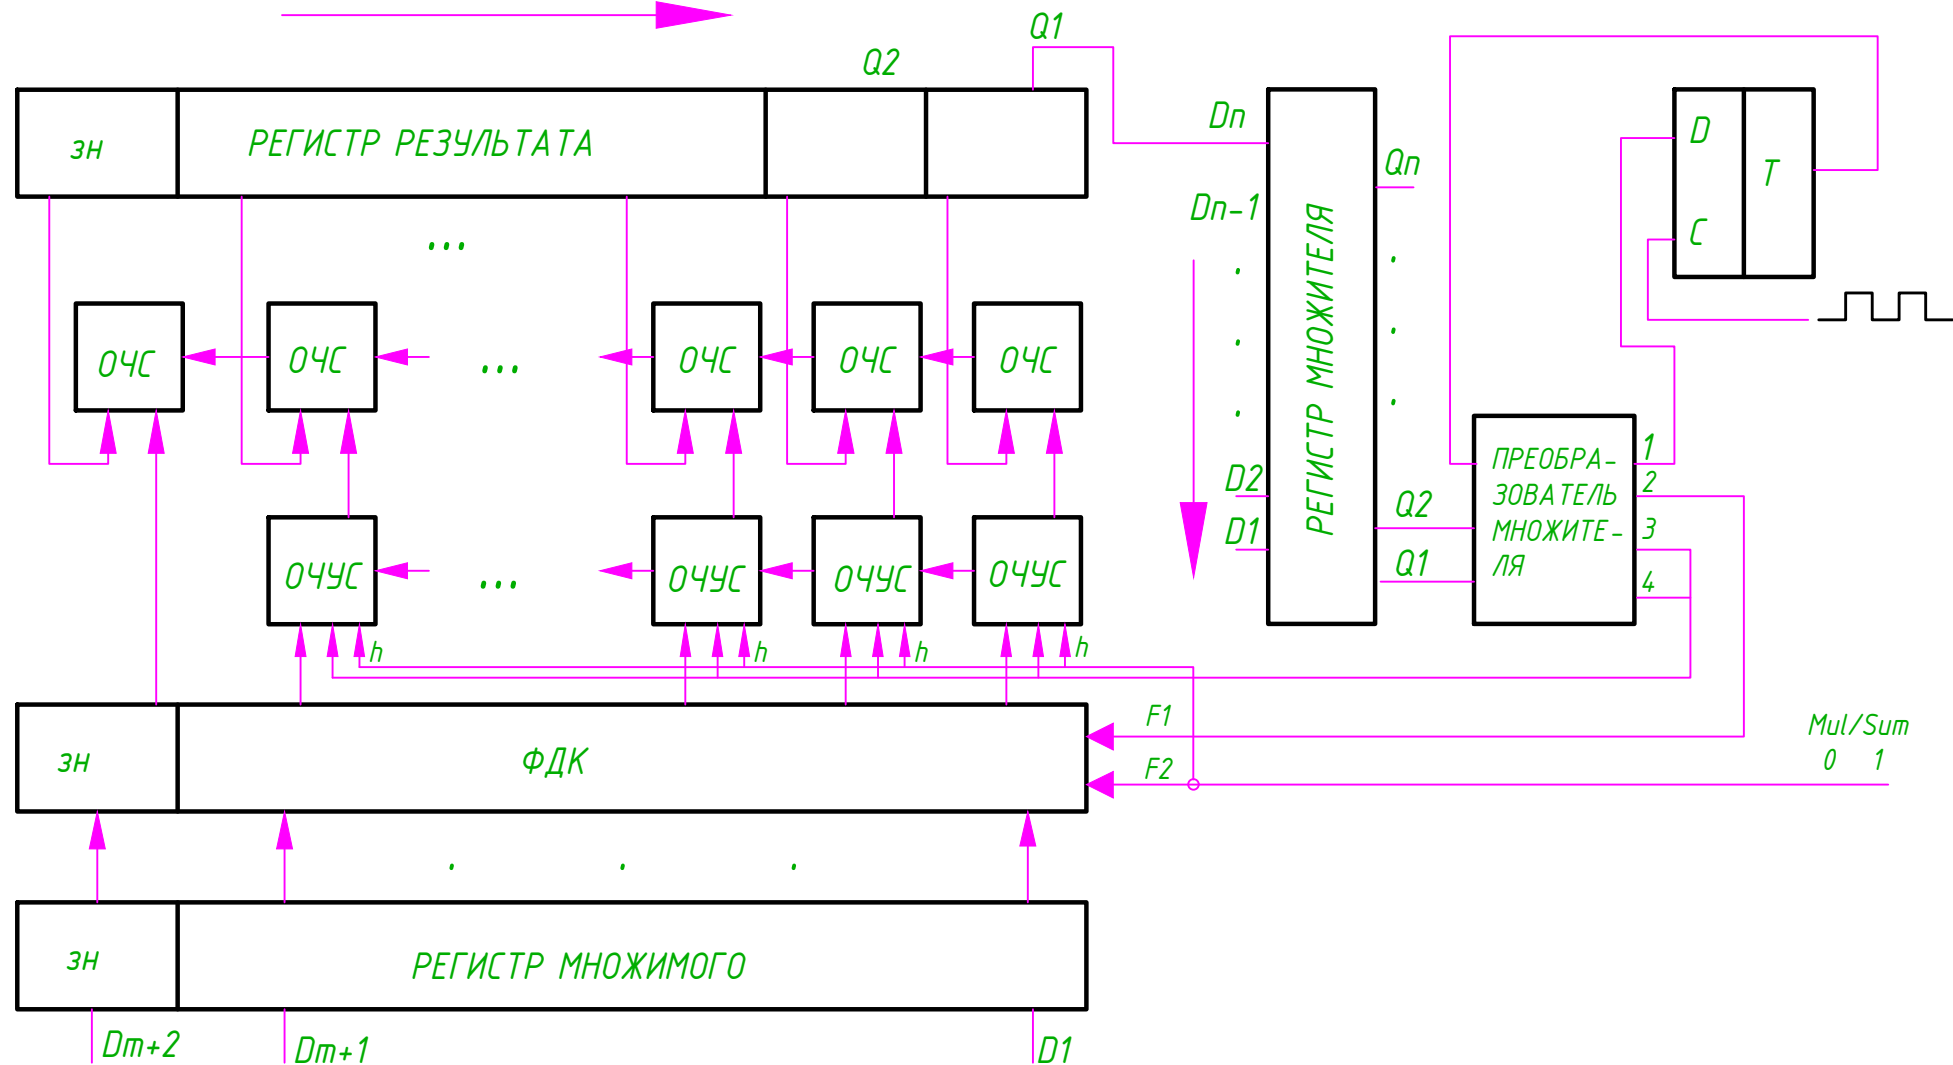 Q1
Q2
зн
РЕГИСТР РЕЗУЛЬТАТА
Dn
Qn
D
Т
С
Dn-1
...
РЕГИСТР МНОЖИТЕЛЯ
ОЧС
ОЧС
...
ОЧС
ОЧС
ОЧС
D2
D1
Q2
Q1
ПРЕОБРА-
ЗОВАТЕЛЬ
МНОЖИТЕ-
ЛЯ
1
2
3
4
ОЧУС
...
ОЧУС
ОЧУС
ОЧУС
h
h
h
h
F1
F2
Mul/Sum
0 1
зн
ФДК
. . .
зн
РЕГИСТР МНОЖИМОГО
Dm+2
Dm+1
D1